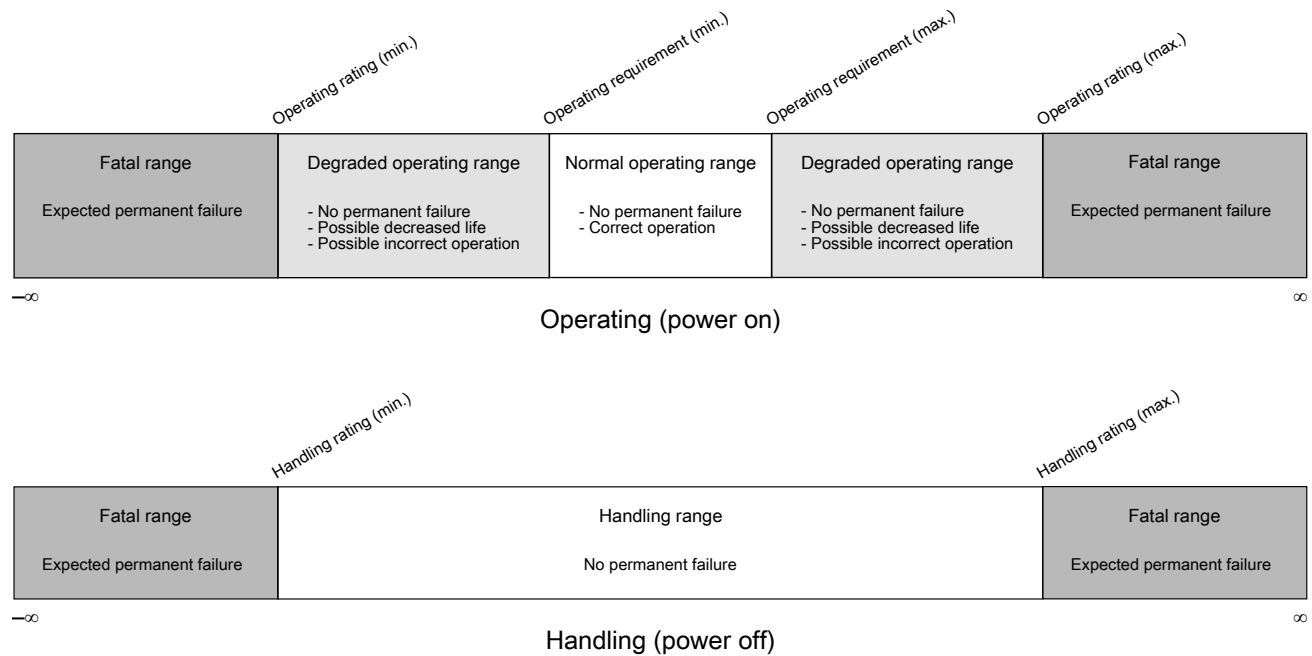 Operating rating (min.)
Operating requirement (min.)
Operating requirement (max.)
Operating rating (max.)
Fatal range
Expected permanent failure
Degraded operating range
- No permanent failure
- Possible decreased life
- Possible incorrect operation
Normal operating range
- No permanent failure
- Correct operation
Degraded operating range
- No permanent failure
- Possible decreased life
- Possible incorrect operation
Fatal range
Expected permanent failure
–∞
∞
Operating (power on)
Handling rating (min.)
Handling rating (max.)
Fatal range
Expected permanent failure
Handling range
No permanent failure
Fatal range
Expected permanent failure
–∞
∞
Handling (power off)